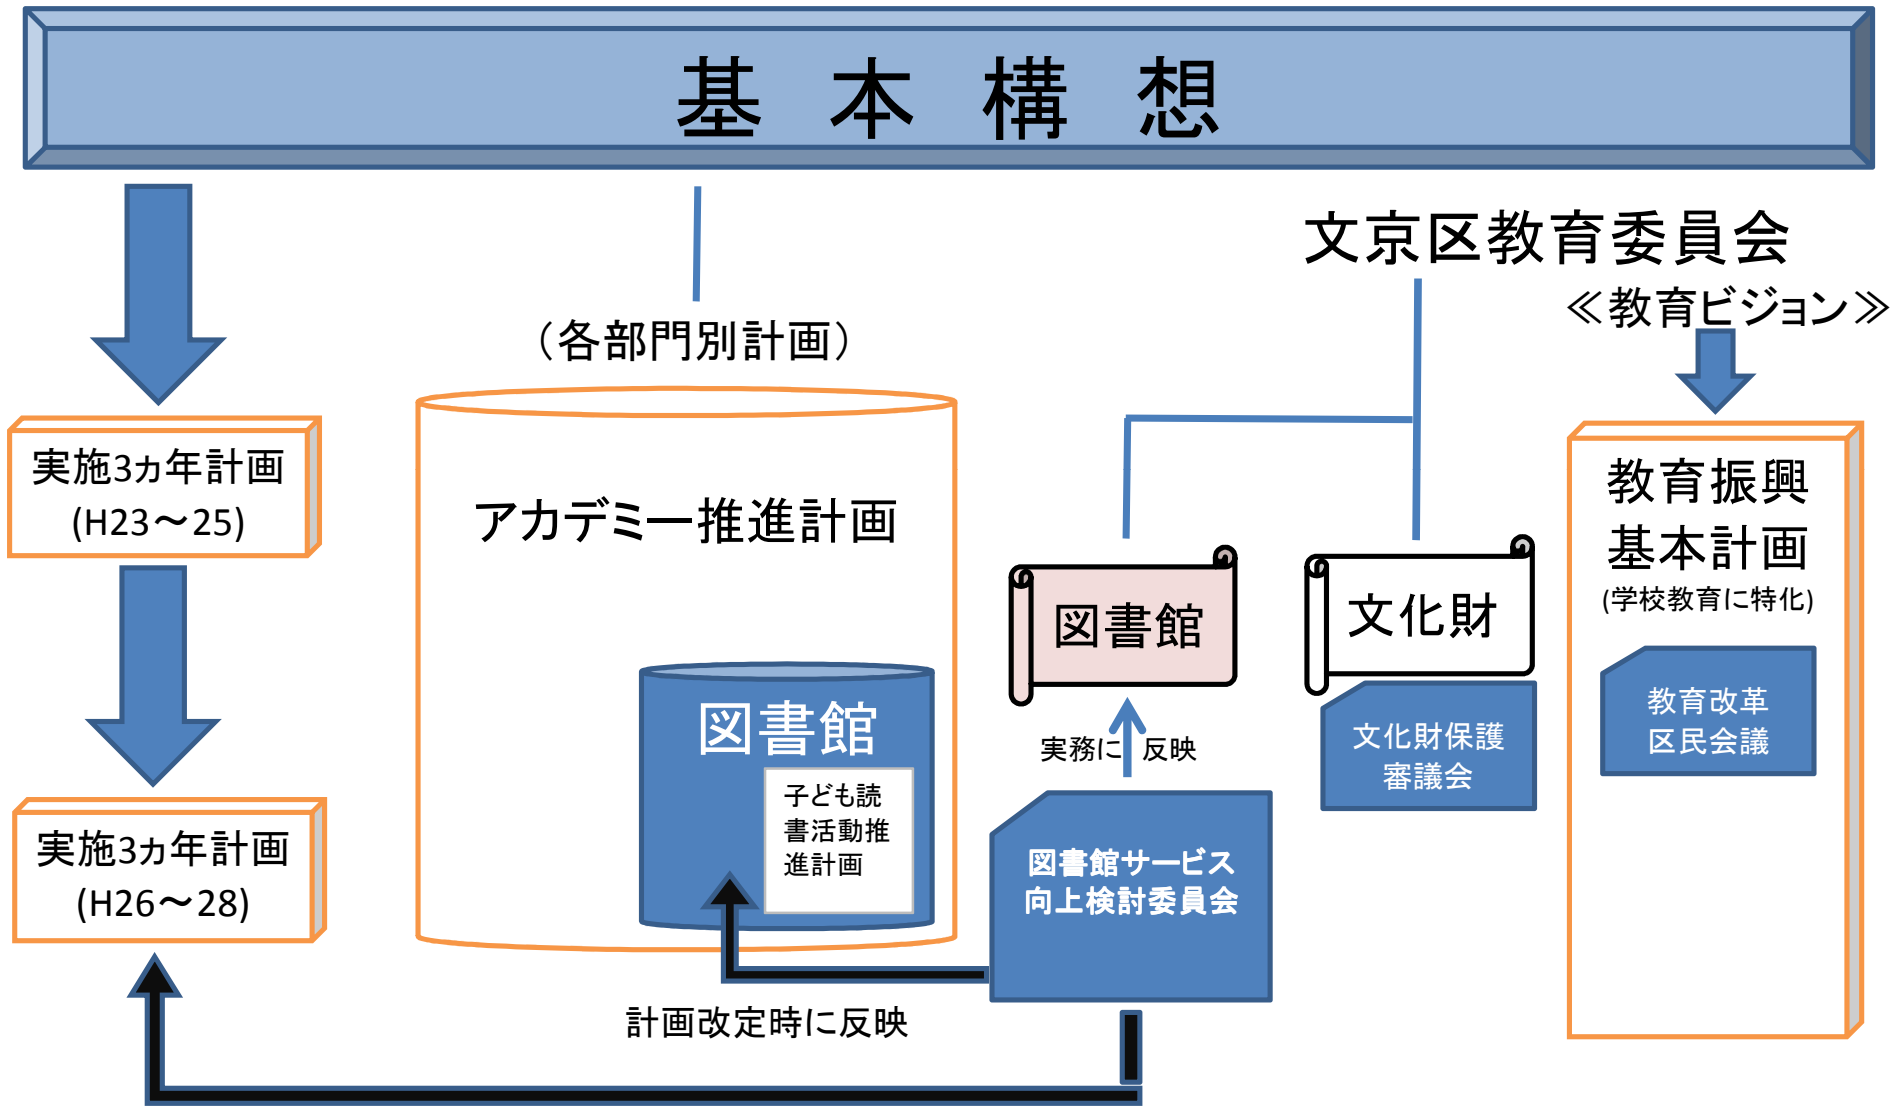 基本構想
文京区教育委員会
≪教育ビジョン≫
（各部門別計画）
実施3ヵ年計画
(H23～25)
アカデミー推進計画
教育振興
基本計画
(学校教育に特化)
図書館
文化財
教育改革
区民会議
図書館
文化財保護
審議会
実務に 反映
子ども読
書活動推
進計画
実施3ヵ年計画
(H26～28)
図書館サービス
向上検討委員会
計画改定時に反映